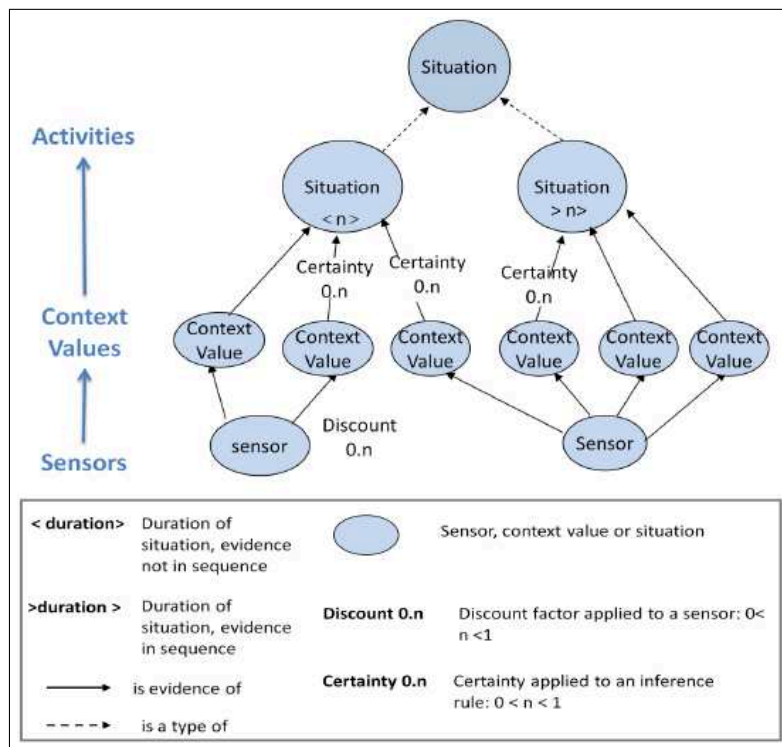 Situation
Activities
Situation
< n >
Situation
> n>
Certainty
0.n
Certainty
0.n
Certainty
0.n
Context
Values
Context
Value
Context
Value
Context
Value
Context
Value
Context
Value
Context
Value
Sensors
sensor
Discount
0.n
Sensor
< duration> Duration of
situation, evidence
not in sequence
Sensor, context value or situation
>duration > Duration of
situation, evidence
in sequence
Discount 0.n Discount factor applied to a sensor: 0<
n <1
is evidence of
Certainty 0.n Certainty applied to an inference
rule: 0 < n < 1
is a type of